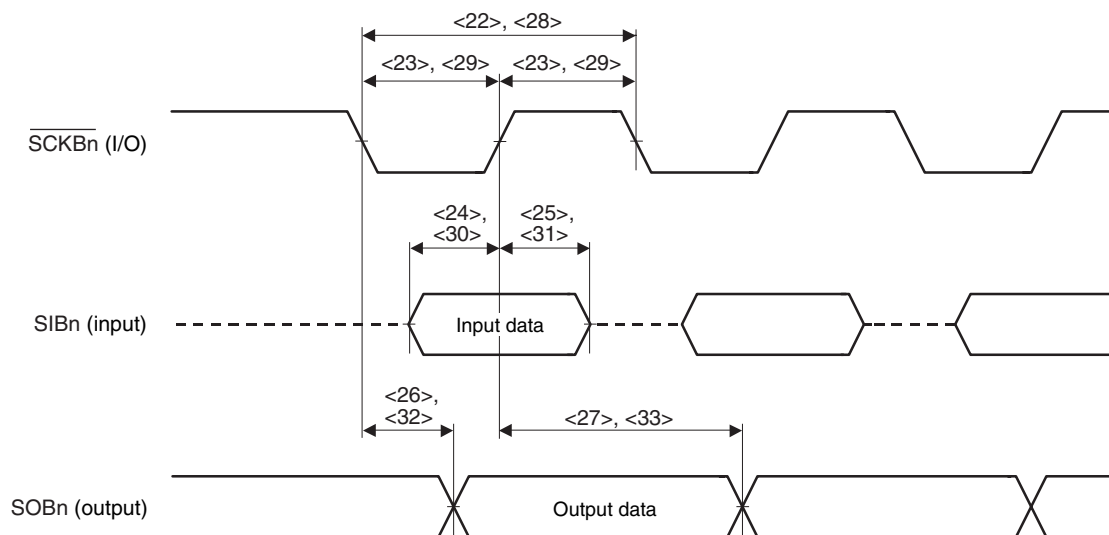 <22>, <28>
<23>, <29> <23>, <29>
SCKBn (I/O)
<24>,
<30>
<25>,
<31>
SIBn (input)
Input data
<26>,
<32>
<27>, <33>
SOBn (output)
Output data